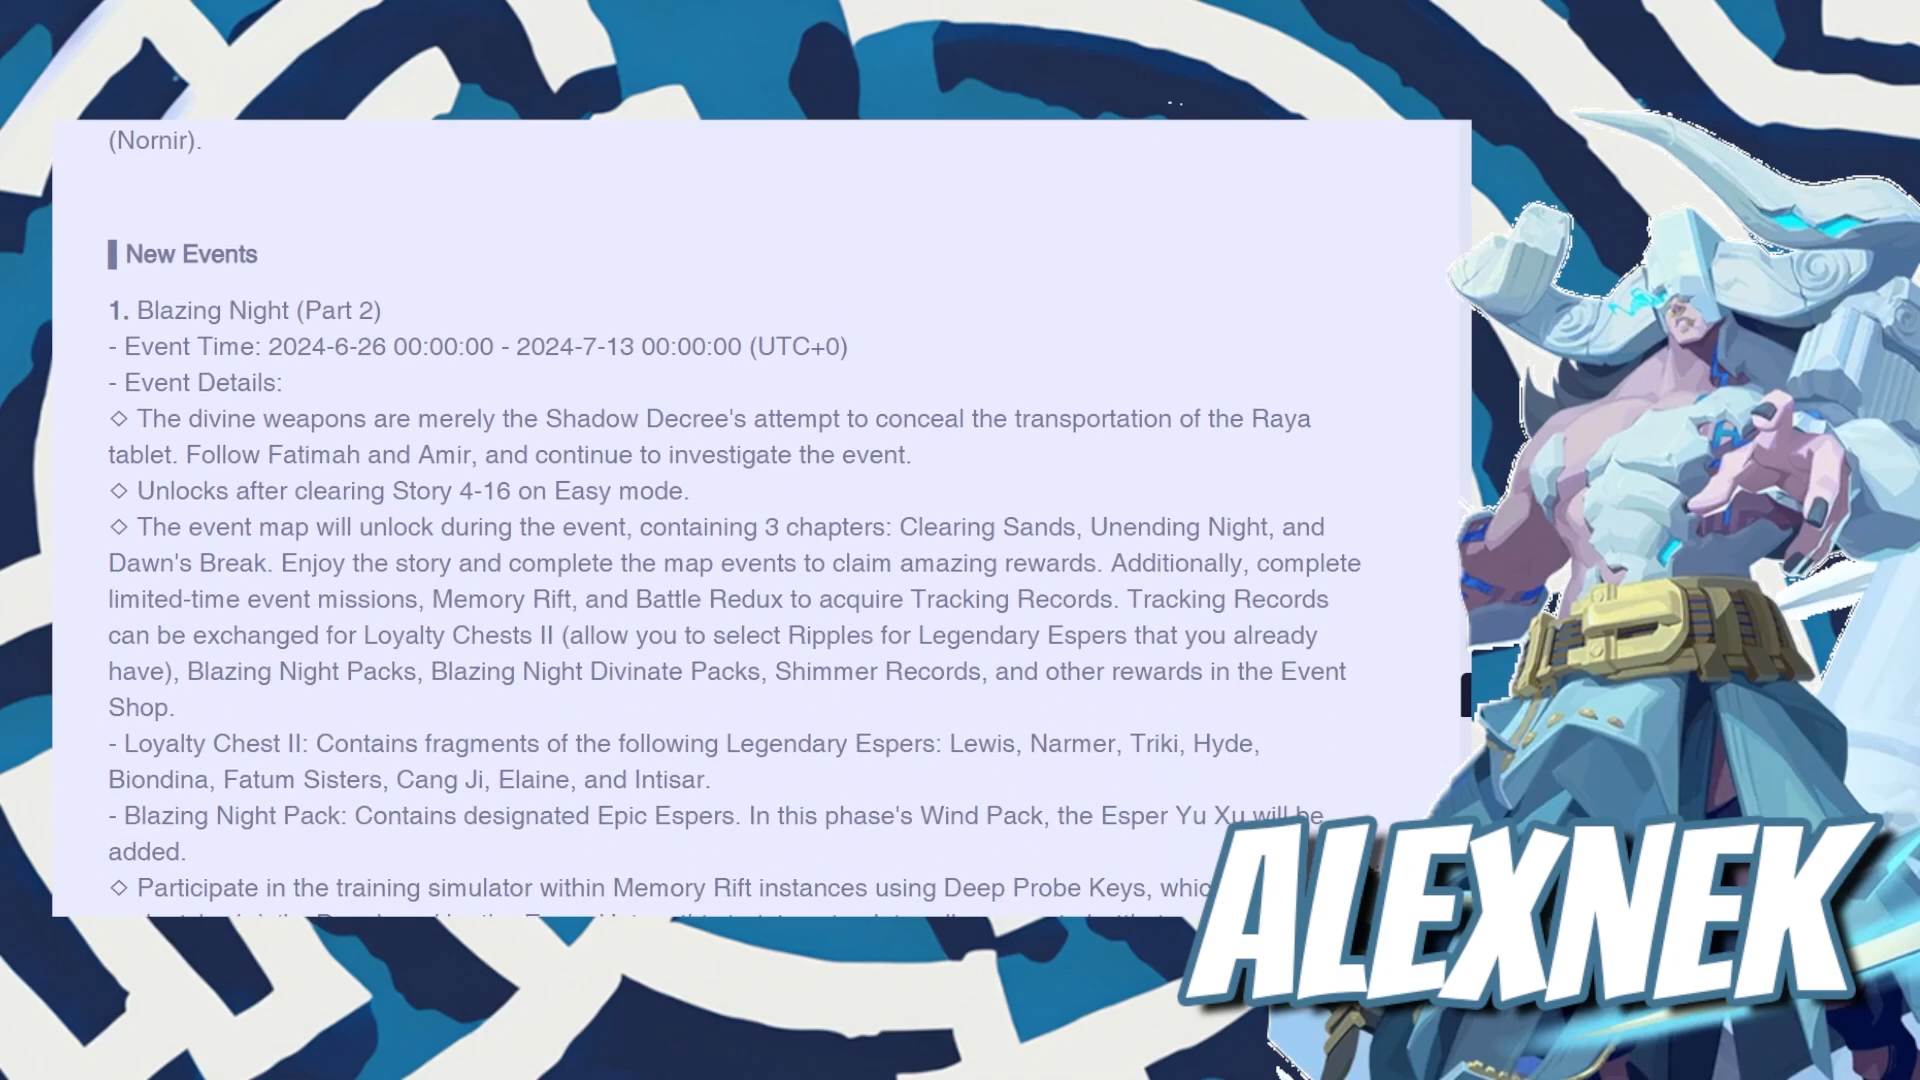 (Nornir).
New Events
1. Blazing Night (Part 2)
- Event Time: 2024-6-26 00:00:00 - 2024-7-13 00:00:00 (UTC+0)
- Event Details:
◇ The divine weapons are merely the Shadow Decree's attempt to conceal the transportation of the Raya
tablet. Follow Fatimah and Amir, and continue to investigate the event.
◇ Unlocks after clearing Story 4-16 on Easy mode.
◇ The event map will unlock during the event, containing 3 chapters: Clearing Sands, Unending Night, and
Dawn's Break. Enjoy the story and complete the map events to claim amazing rewards. Additionally, complete
limited-time event missions, Memory Rift, and Battle Redux to acquire Tracking Records. Tracking Records
can be exchanged for Loyalty Chests II (allow you to select Ripples for Legendary Espers that you already
have), Blazing Night Packs, Blazing Night Divinate Packs, Shimmer Records, and other rewards in the Event
Shop.
- Loyalty Chest II: Contains fragments of the following Legendary Espers: Lewis, Narmer, Triki, Hyde,
Biondina, Fatum Sisters, Cang Ji, Elaine, and Intisar.
- Blazing Night Pack: Contains designated Epic Espers. In this phase's Wind Pack, the Esper Yu Xu will be
added.
◇ Participate in the training simulator within Memory Rift instances using Deep Probe Keys,
ALEXNEK